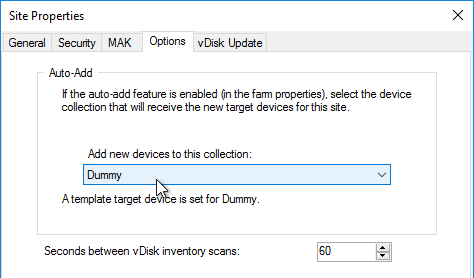 Site Properties
General Security MAK Options vDisk Update
Auto-Add
If the auto-add feature is enabled (in the farm properties), select the device
collection that will receive the new target devices for this site.
Add new devices to this collection:
Dummy
A template target device is set for Dummy.
Seconds between vDisk inventory scans: 60